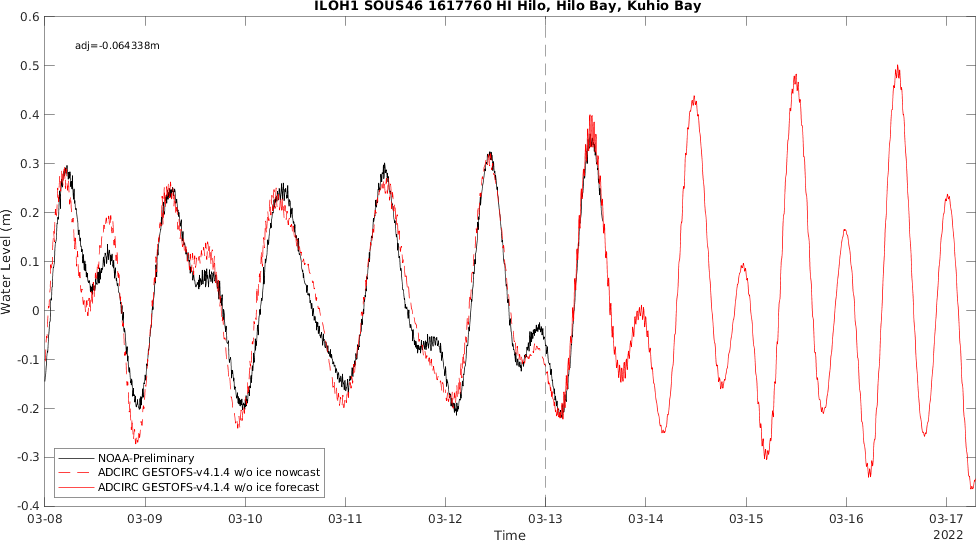 ILOH1 SOUS46 1617760 HI Hilo, Hilo Bay, Kuhio Bay
adj=-0.064338m
Water Level (m)
0.6
0.5
0.4
0.3
0.2
0.1
0
-0.1
-0.2
-0.3
-0.4
NOAA-Preliminary
ADCIRC GESTOFS-v4.1.4 w/o ice nowcast
ADCIRC GESTOFS-v4.1.4 w/o ice forecast
03-08 03-09 03-10 03-11 03-12 03-13 03-14 03-15 03-16 03-17
Time
2022